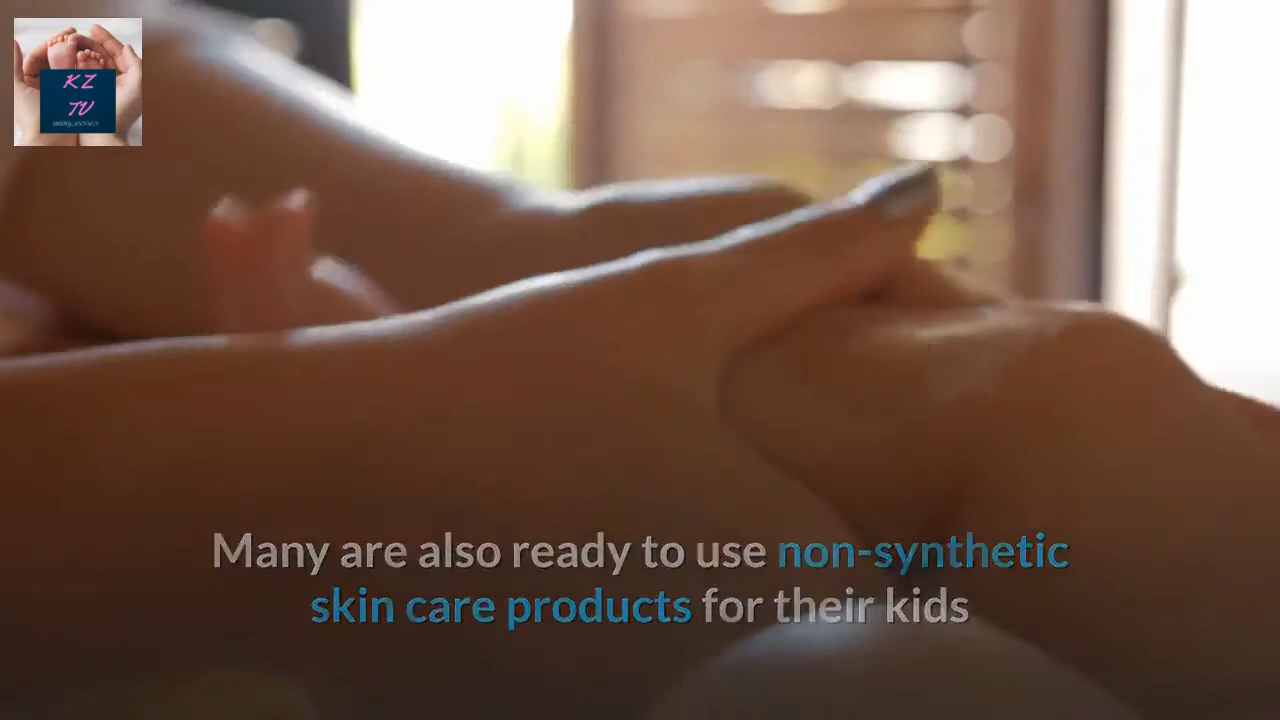 KZ
TV
Many are also ready to use non-synthetic
skin care products for their kids